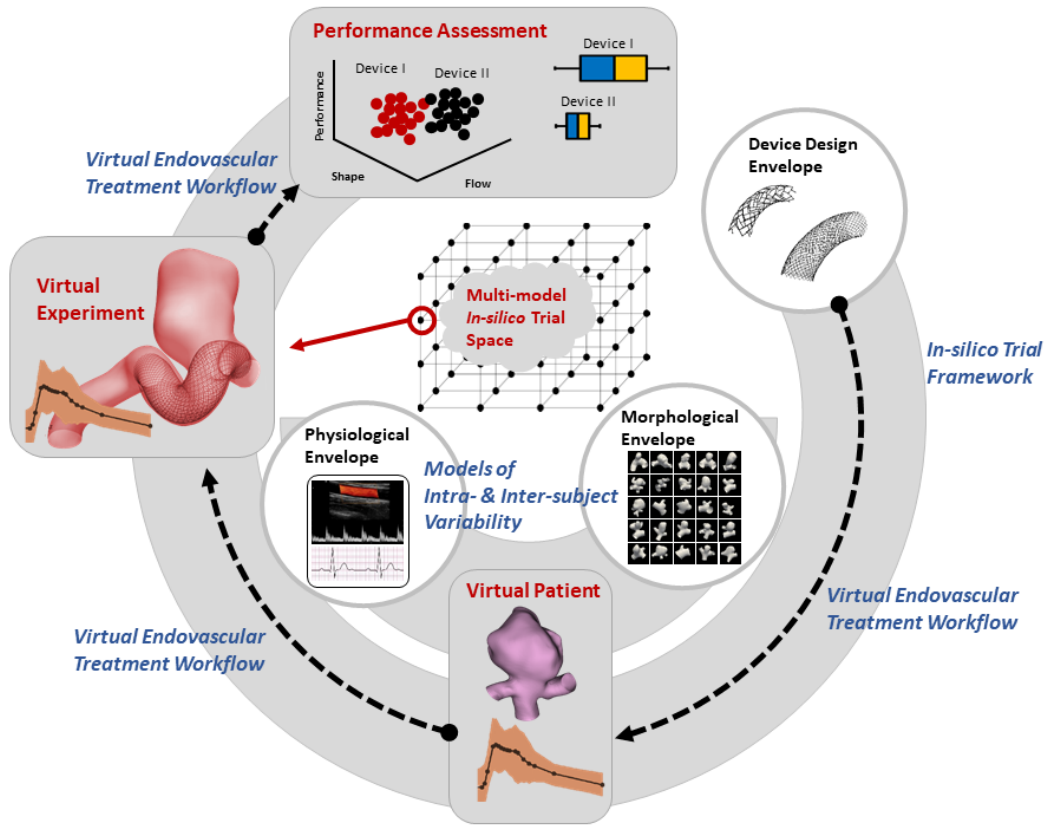 Performance Assessment
Device I
Device II
Performance
Shape
Flow
Device I
Device II
Device Design
Envelope
Virtual Endovascular
Treatment Workflow
Virtual
Experiment
Multi-model
In-silico Trial
Space
In-silico Trial
Framework
Physiological
Envelope
Models of
Intra- & Inter-subject
Variability
Morphological
Envelope
Virtual Patient
Virtual Endovascular
Treatment Workflow
Virtual Endovascular
Treatment Workflow